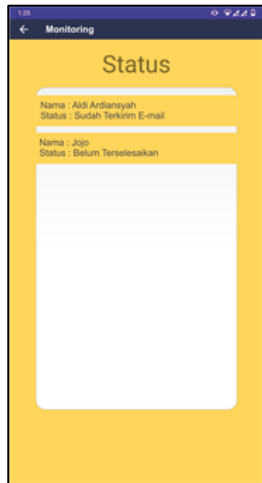 1:25
Monitoring
Status
Nama : Aldi Ardiansyah
Status : Sudah Terkirim E-mail
Nama : Jojo
Status : Belum Terselesaikan